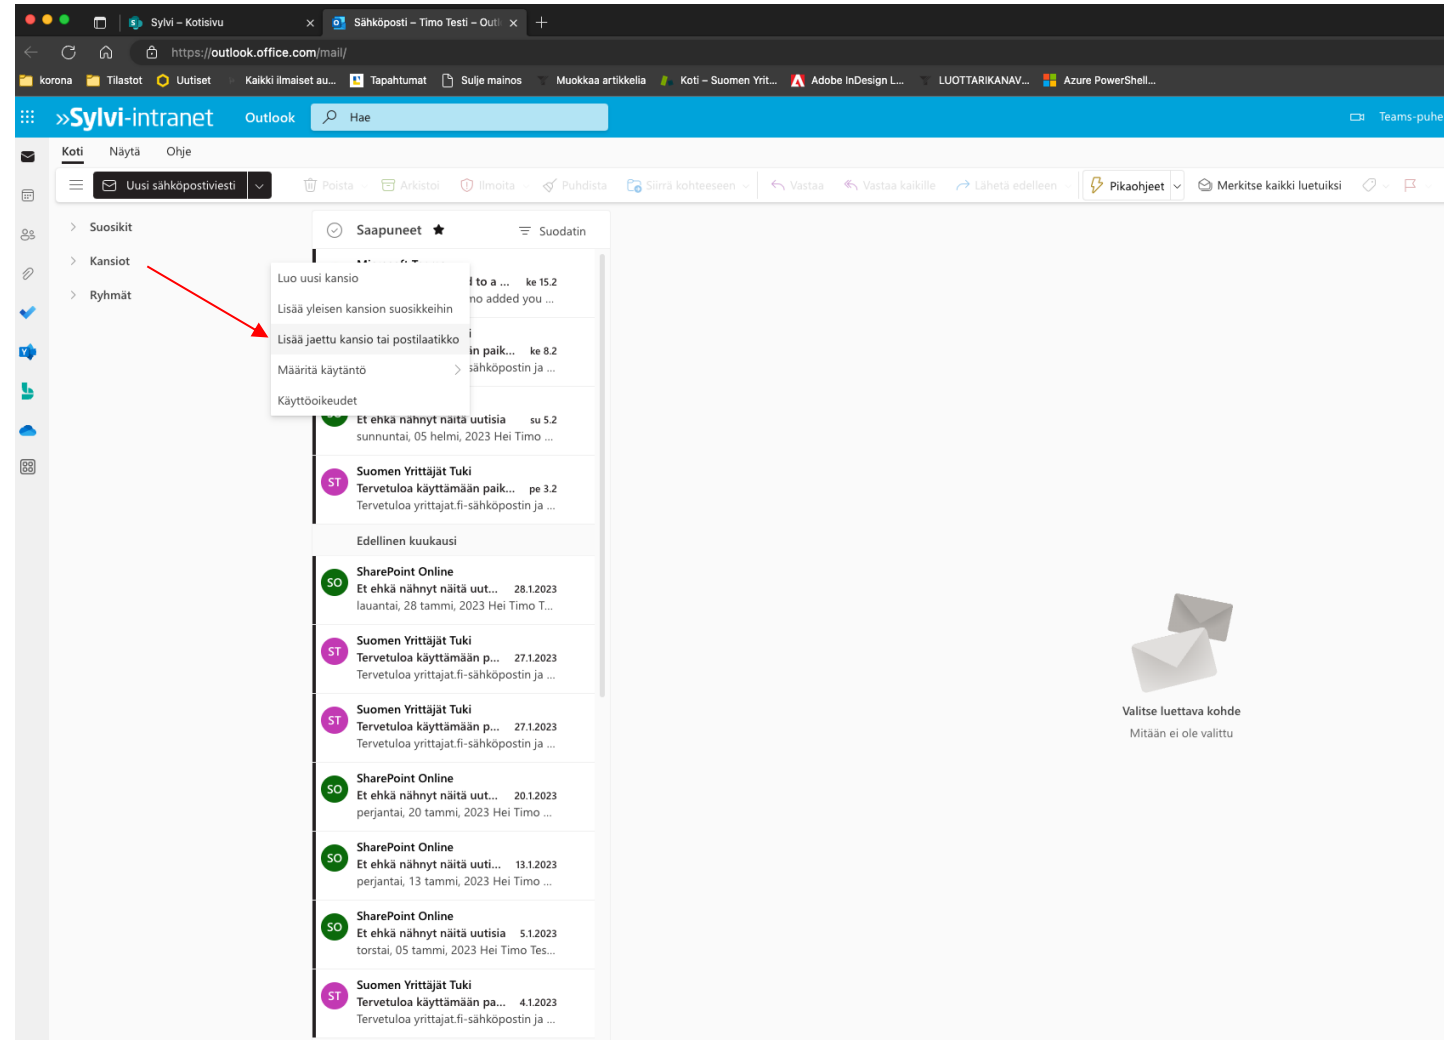 Sylvi – Kotisivu
Sähköposti – Timo Testi – Outl
https://outlook.office.com/mail/
korona
Tilastot
Uutiset
Kaikki ilmaiset au...
Tapahtumat
Sulje mainos
Muokkaa artikkelia
Koti – Suomen Yrit...
Adobe InDesign L...
LUOTTARIKANAV...
Azure PowerShell...
»Sylvi-intranet
Outlook
Hae
Teams-puhe
Koti
Näytä
Ohje
Uusi sähköpostiviesti
Poista
Arkistoi
Ilmoita
Puhdista
Siirrä kohteeseen
Vastaa
Vastaa kaikille
Lähetä edelleen
Pikaohjeet
Merkitse kaikki luetuiksi
Suosikit
Kansiot
Ryhmät
Saapuneet
Suodatin
Luo uusi kansio
Lisää yleisen kansion suosikkeihin
Lisää jaettu kansio tai postilaatikko
Määritä käytäntö
Käyttöoikeudet
to a ... ke 15.2
mo added you ...
än paik... ke 8.2
sähköpostin ja ...
Et ehkä nähnyt näitä uutisia su 5.2
sunnuntai, 05 helmi, 2023 Hei Timo ...
ST
Suomen Yrittäjät Tuki
Tervetuloa käyttämään paik... pe 3.2
Tervetuloa yrittajat.fi-sähköpostin ja ...
Edellinen kuukausi
SO
SharePoint Online
Et ehkä nähnyt näitä uut... 28.1.2023
lauantai, 28 tammi, 2023 Hei Timo T...
ST
Suomen Yrittäjät Tuki
Tervetuloa käyttämään p... 27.1.2023
Tervetuloa yrittajat.fi-sähköpostin ja ...
ST
Suomen Yrittäjät Tuki
Tervetuloa käyttämään p... 27.1.2023
Tervetuloa yrittajat.fi-sähköpostin ja ...
SO
SharePoint Online
Et ehkä nähnyt näitä uut... 20.1.2023
perjantai, 20 tammi, 2023 Hei Timo ...
SO
SharePoint Online
Et ehkä nähnyt näitä uuti... 13.1.2023
perjantai, 13 tammi, 2023 Hei Timo ...
SO
SharePoint Online
Et ehkä nähnyt näitä uutisia 5.1.2023
torstai, 05 tammi, 2023 Hei Timo Tes...
ST
Suomen Yrittäjät Tuki
Tervetuloa käyttämään pa... 4.1.2023
Tervetuloa yrittajat.fi-sähköpostin ja ...
Valitse luettava kohde
Mitään ei ole valittu